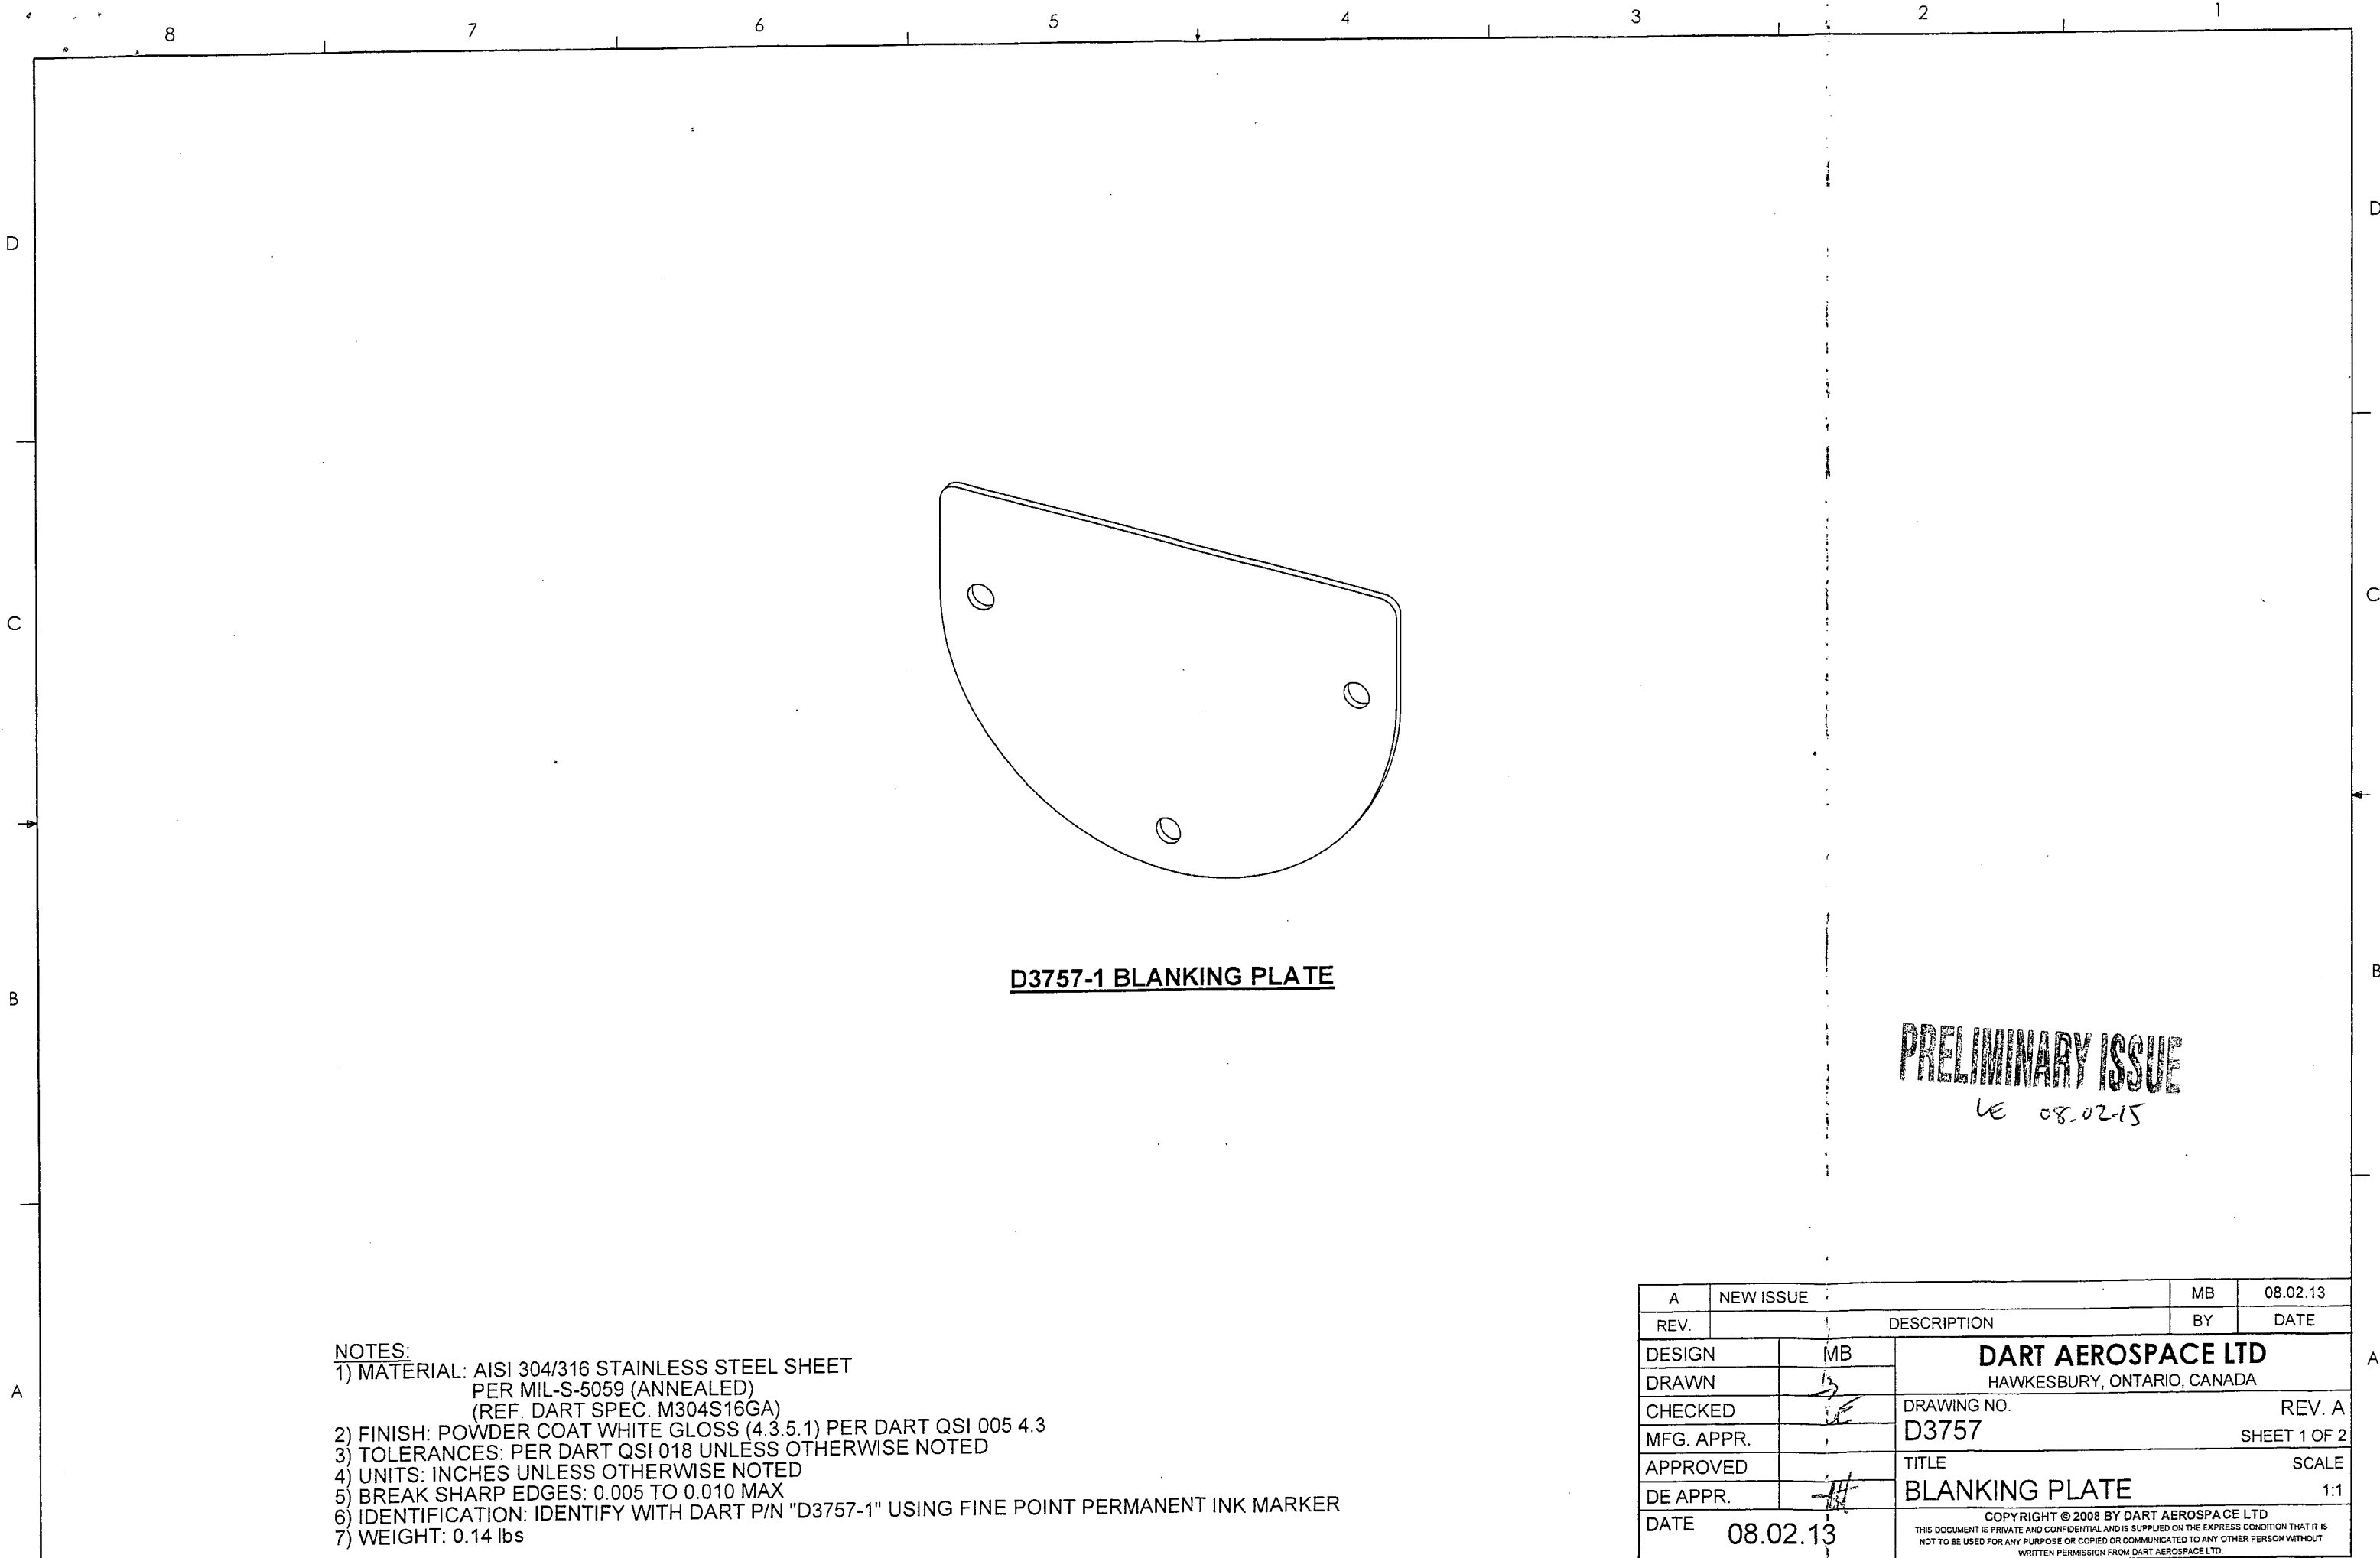 8 7 6 5 4 3 2 1
D D
C C
B B
A A
D3757-1 BLANKING PLATE
PRELIMINARY ISSUE
LE 08.02.15
NOTES:
1) MATERIAL: AISI 304/316 STAINLESS STEEL SHEET
PER MIL-S-5059 (ANNEALED)
(REF. DART SPEC. M304S16GA)
2) FINISH: POWDER COAT WHITE GLOSS (4.3.5.1) PER DART QSI 005 4.3
3) TOLERANCES: PER DART QSI 018 UNLESS OTHERWISE NOTED
4) UNITS: INCHES UNLESS OTHERWISE NOTED
5) BREAK SHARP EDGES: 0.005 TO 0.010 MAX
6) IDENTIFICATION: IDENTIFY WITH DART P/N "D3757-1" USING FINE POINT PERMANENT INK MARKER
7) WEIGHT: 0.14 lbs
A NEW ISSUE MB 08.02.13
REV. DESCRIPTION BY DATE
DESIGN MB
DRAWN
CHECKED
MFG. APPR.
APPROVED
DE APPR.
DATE 08.02.13
DART AEROSPACE LTD
HAWKESBURY, ONTARIO, CANADA
DRAWING NO. REV. A
D3757 SHEET 1 OF 2
TITLE SCALE
BLANKING PLATE 1:1
COPYRIGHT © 2008 BY DART AEROSPACE LTD
THIS DOCUMENT IS PRIVATE AND CONFIDENTIAL AND IS SUPPLIED ON THE EXPRESS CONDITION THAT IT IS
NOT TO BE USED FOR ANY PURPOSE OR COPIED OR COMMUNICATED TO ANY OTHER PERSON WITHOUT
WRITTEN PERMISSION FROM DART AEROSPACE LTD.